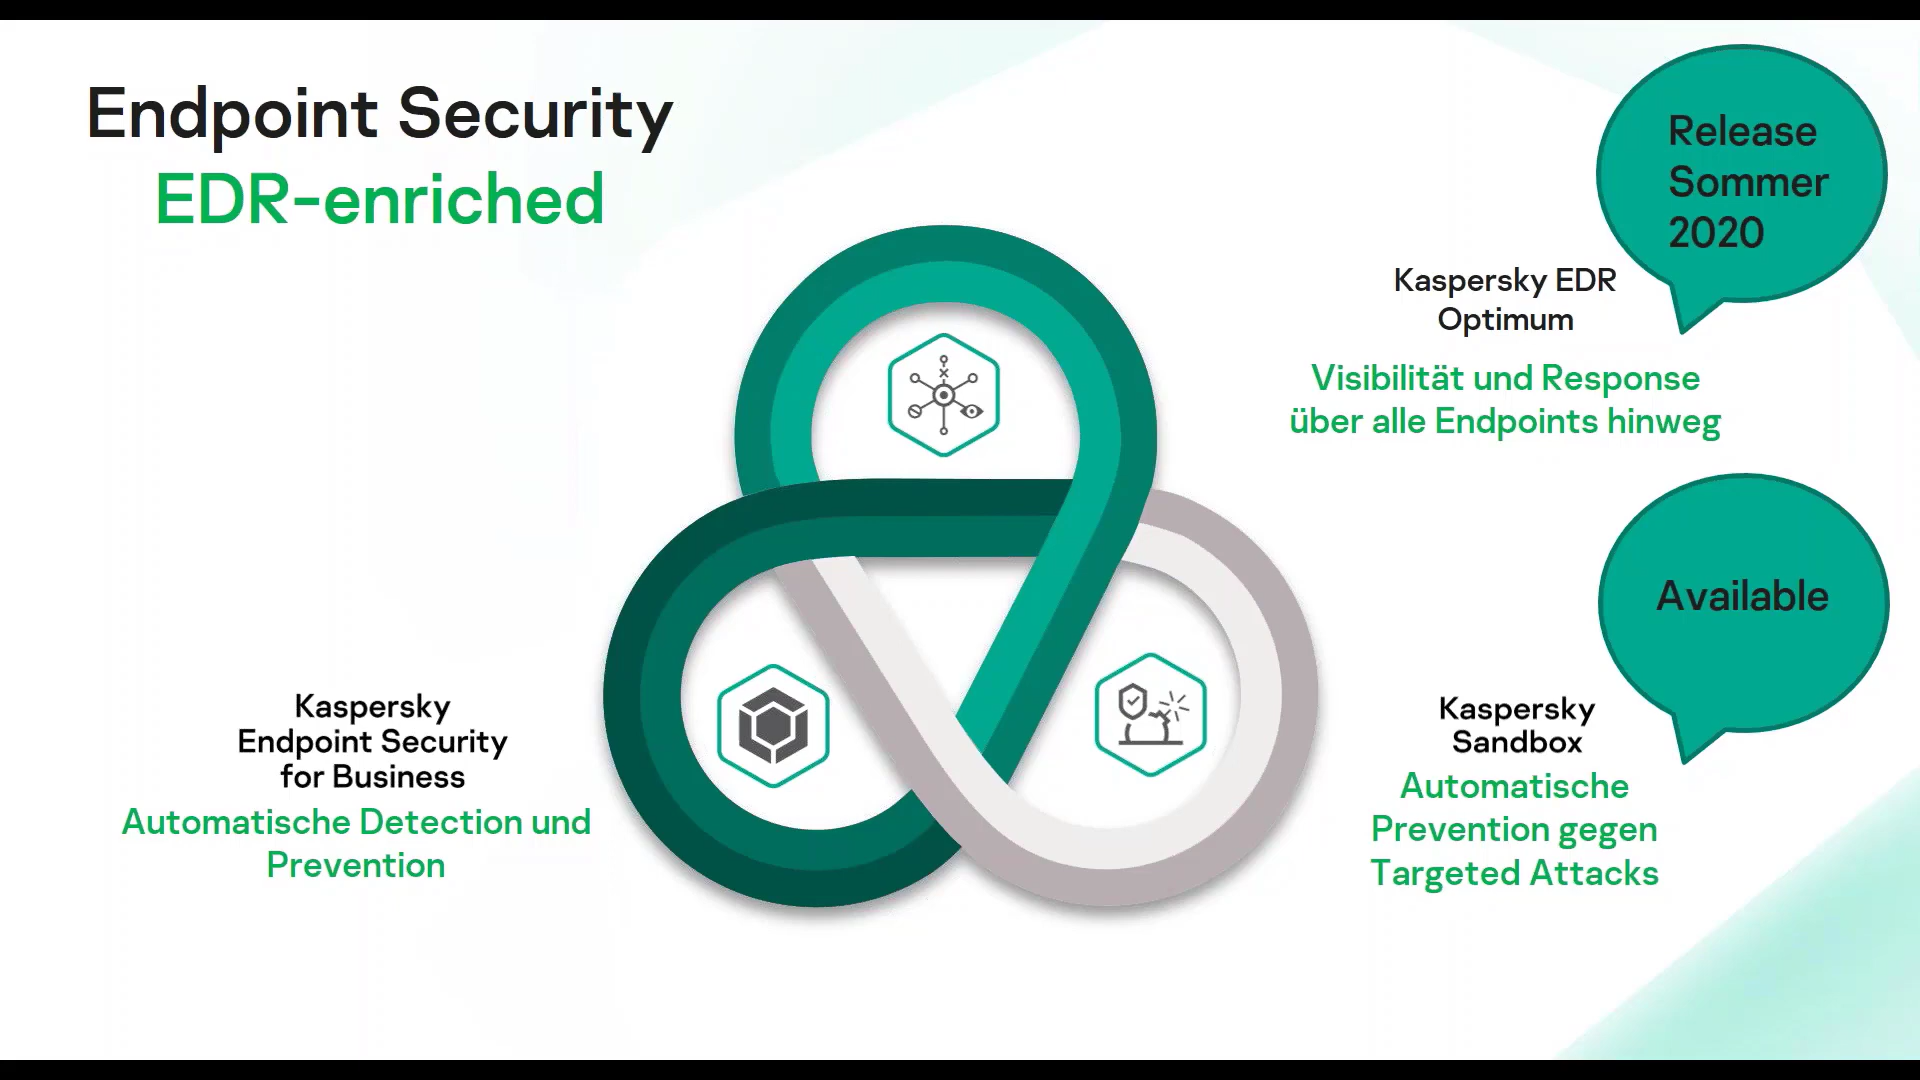 Endpoint Security
EDR-enriched
Release
Sommer
2020
Kaspersky EDR
Optimum
Visibilität und Response
über alle Endpoints hinweg
Available
Kaspersky
Endpoint Security
for Business
Automatische Detection und
Prevention
Kaspersky
Sandbox
Automatische
Prevention gegen
Targeted Attacks